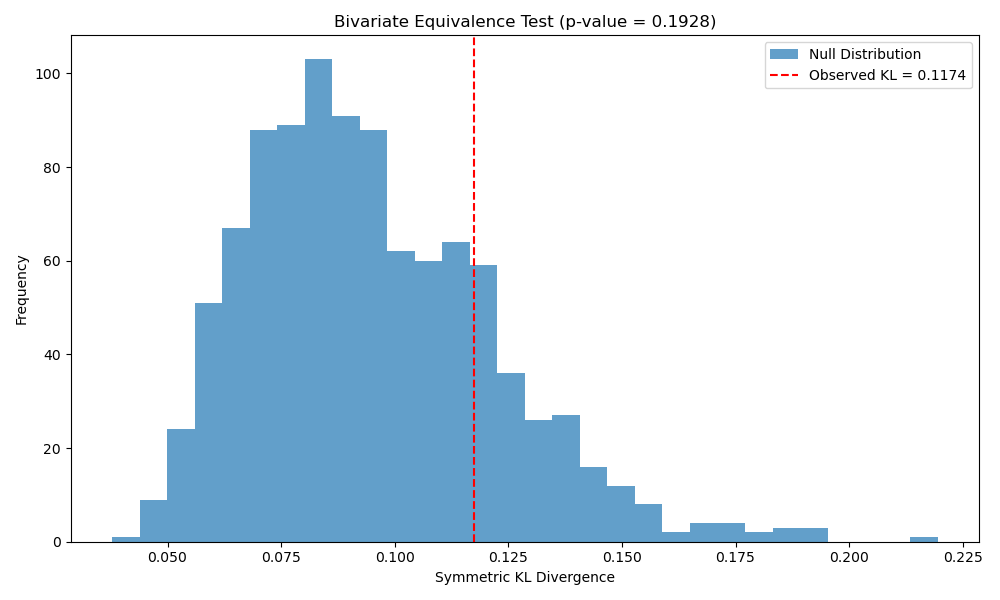 Bivariate Equivalence Test (p-value = 0.1928)
Null Distribution
Observed KL = 0.1174
Frequency
100
80
60
40
20
0
0.050 0.075 0.100 0.125 0.150 0.175 0.200 0.225
Symmetric KL Divergence